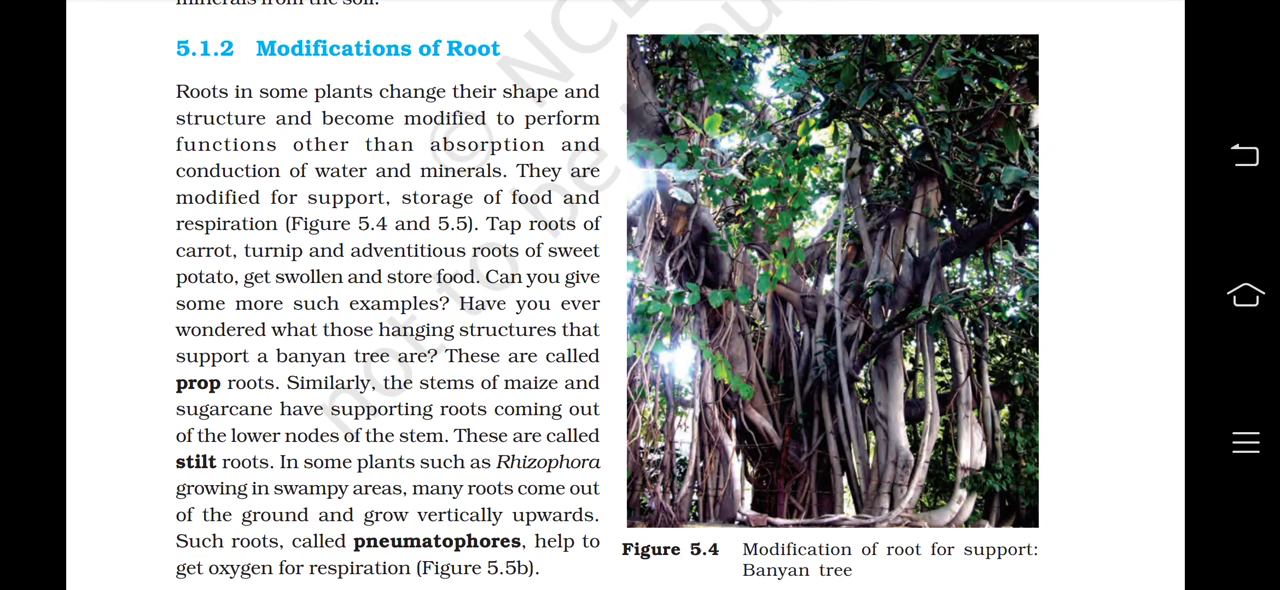 5.1.2 Modifications of Root
Roots in some plants change their shape and
structure and become modified to perform
functions other than absorption and
conduction of water and minerals. They are
modified for support, storage of food and
respiration (Figure 5.4 and 5.5). Tap roots of
carrot, turnip and adventitious roots of sweet
potato, get swollen and store food. Can you give
some more such examples? Have you ever
wondered what those hanging structures that
support a banyan tree are? These are called
prop roots. Similarly, the stems of maize and
sugarcane have supporting roots coming out
of the lower nodes of the stem. These are called
stilt roots. In some plants such as Rhizophora
growing in swampy areas, many roots come out
of the ground and grow vertically upwards.
Such roots, called pneumatophores, help to
get oxygen for respiration (Figure 5.5b).
Figure 5.4 Modification of root for support:
Banyan tree
© NC
not to be